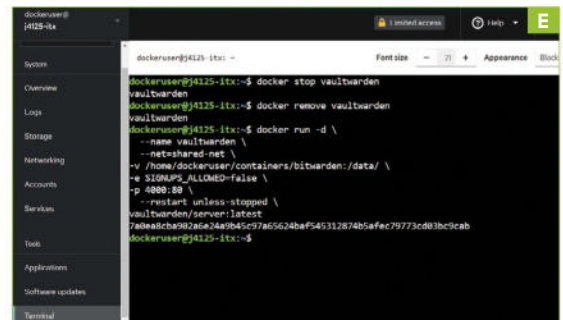 dockeruser@
j4125-itx
Limited access
Help
E
System
Overview
Logs
Storage
Networking
Accounts
Services
Tools
Applications
Software updates
Terminal
dockeruser@j4125-itx: ~
Font size - 21 + Appearance Black
dockeruser@j4125-itx:~$ docker stop vaultwarden
vaultwarden
dockeruser@j4125-itx:~$ docker remove vaultwarden
vaultwarden
dockeruser@j4125-itx:~$ docker run -d \
--name vaultwarden \
--net=shared-net \
-v /home/dockeruser/containers/bitwarden:/data/ \
-e SIGNUPS_ALLOWED=false \
-p 4000:80 \
--restart unless-stopped \
vaultwarden/server:latest
dockeruser@j4125-itx:~$